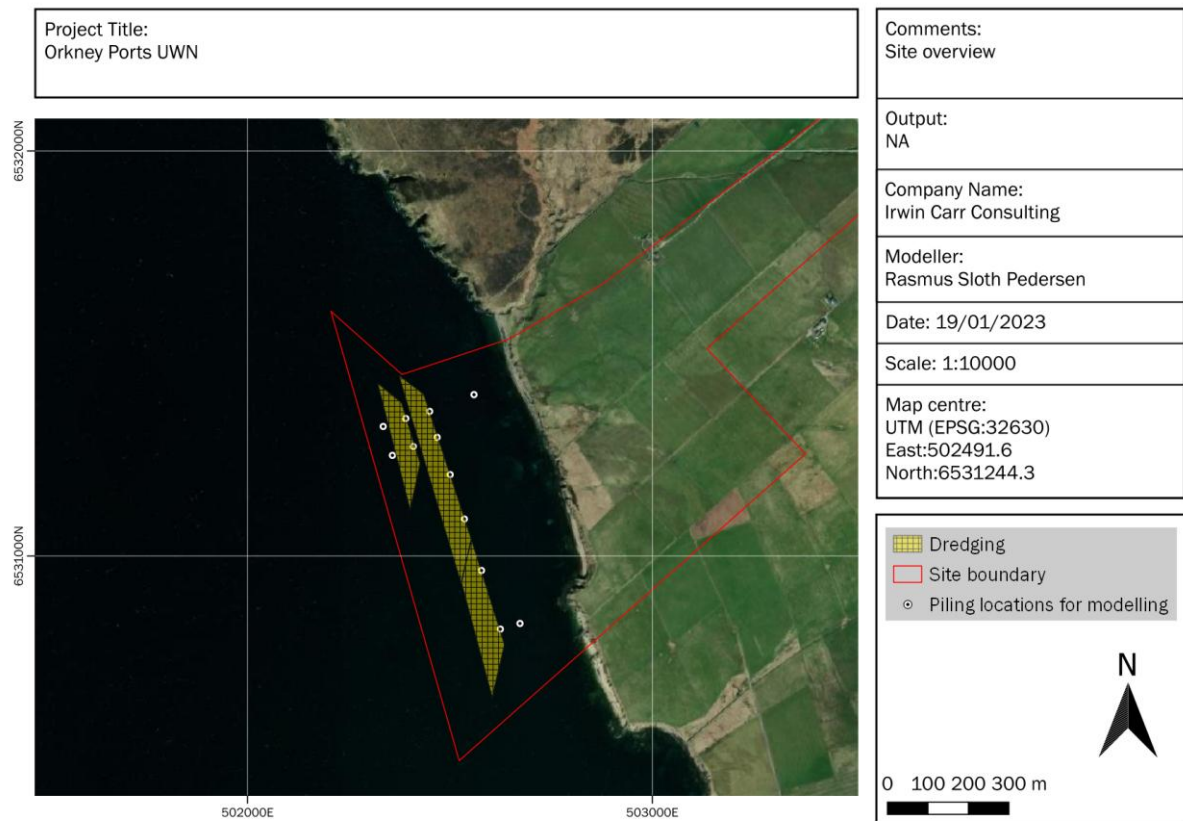 Project Title:
Orkney Ports UWN
Comments:
Site overview
Output:
NA
Company Name:
Irwin Carr Consulting
Modeller:
Rasmus Sloth Pedersen
Date: 19/01/2023
Scale: 1:10000
Map centre:
UTM (EPSG:32630)
East:502491.6
North:6531244.3
6532000N
6531000N
502000E
503000E
Dredging
Site boundary
Piling locations for modelling
N
0 100 200 300 m